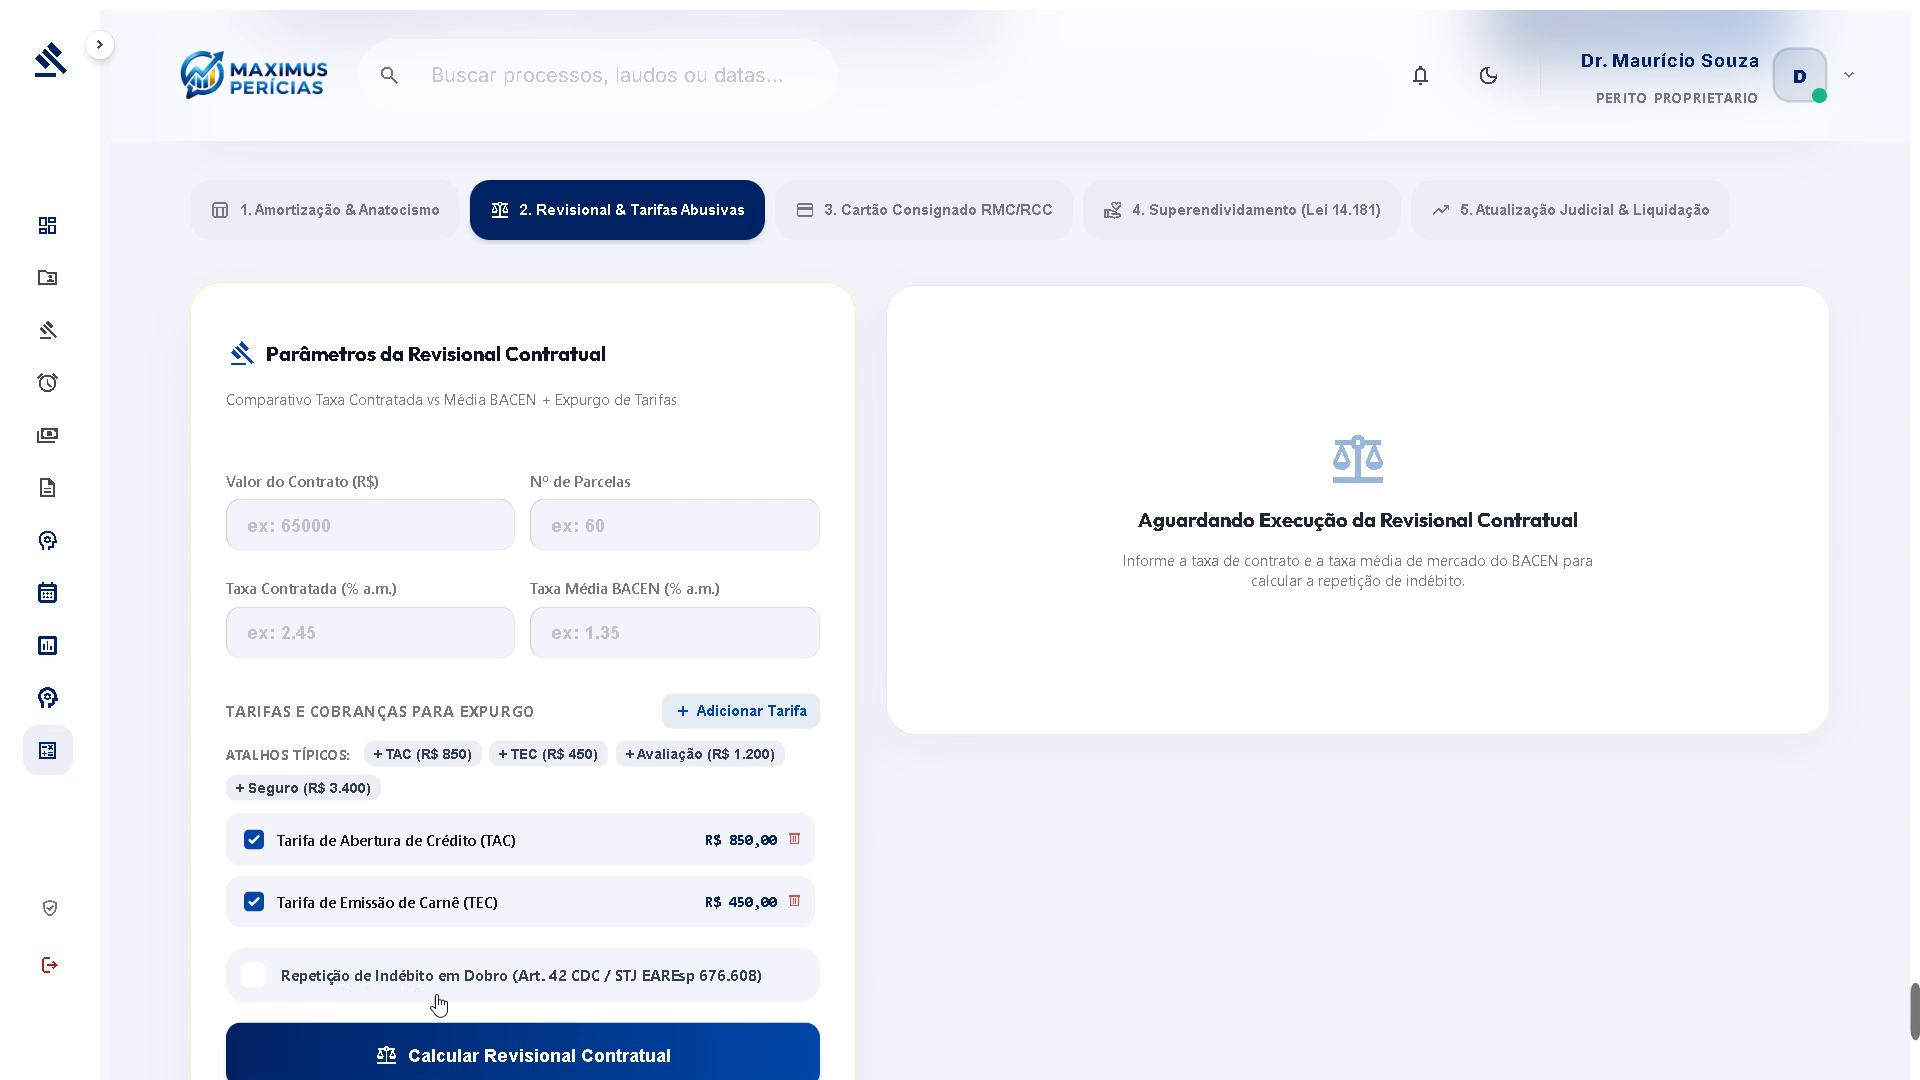 MAXIMUS
PERÍCIAS
Buscar processos, laudos ou datas...
Dr. Maurício Souza
PERITO PROPRIETARIO
D
1. Amortização & Anatocismo
2. Revisional & Tarifas Abusivas
3. Cartão Consignado RMC/RCC
4. Superendividamento (Lei 14.181)
5. Atualização Judicial & Liquidação
Parâmetros da Revisional Contratual
Comparativo Taxa Contratada vs Média BACEN + Expurgo de Tarifas
Valor do Contrato (R$)
Nº de Parcelas
ex: 65000
ex: 60
Taxa Contratada (% a.m.)
Taxa Média BACEN (% a.m.)
ex: 2.45
ex: 1.35
TARIFAS E COBRANÇAS PARA EXPURGO
+ Adicionar Tarifa
ATALHOS TÍPICOS:
+ TAC (R$ 850)
+ TEC (R$ 450)
+ Avaliação (R$ 1.200)
+ Seguro (R$ 3.400)
Tarifa de Abertura de Crédito (TAC)
R$ 850,00
Tarifa de Emissão de Carnê (TEC)
R$ 450,00
Repetição de Indébito em Dobro (Art. 42 CDC / STJ EAREsp 676.608)
Calcular Revisional Contratual
Aguardando Execução da Revisional Contratual
Informe a taxa de contrato e a taxa média de mercado do BACEN para
calcular a repetição de indébito.